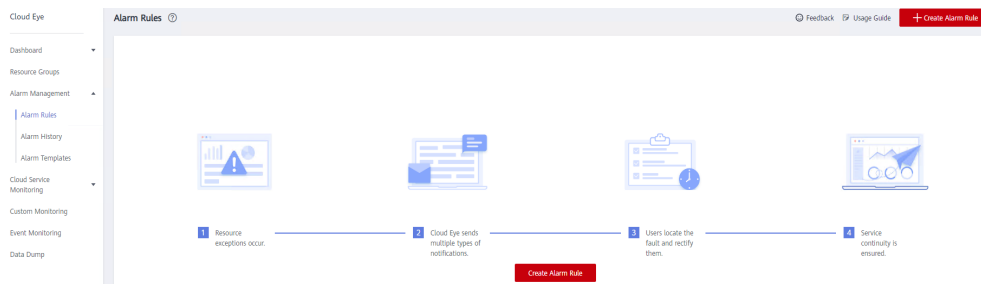 Cloud Eye
Alarm Rules
Feedback
Usage Guide
Create Alarm Rule
Dashboard
Resource Groups
Alarm Management
Alarm Rules
Alarm History
Alarm Templates
Cloud Service
Monitoring
Custom Monitoring
Event Monitoring
Data Dump
1 Resource
exceptions occur.
2 Cloud Eye sends
multiple types of
notifications.
3 Users locate the
fault and rectify
them.
4 Service
continuity is
ensured.
Create Alarm Rule